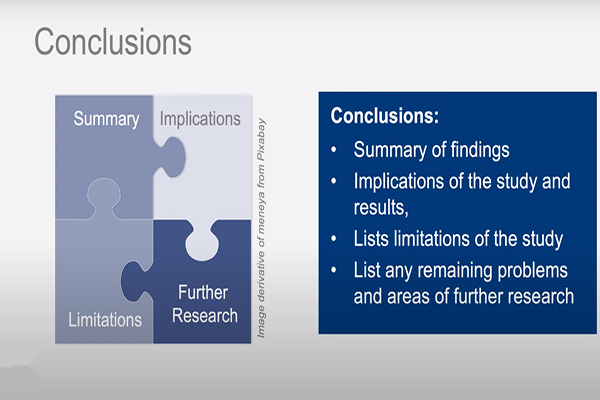 Conclusions
Summary
Implications
Limitations
Further
Research
Image derivative of meneya from Pixabay
Conclusions:
• Summary of findings
• Implications of the study and
results,
• Lists limitations of the study
• List any remaining problems
and areas of further research